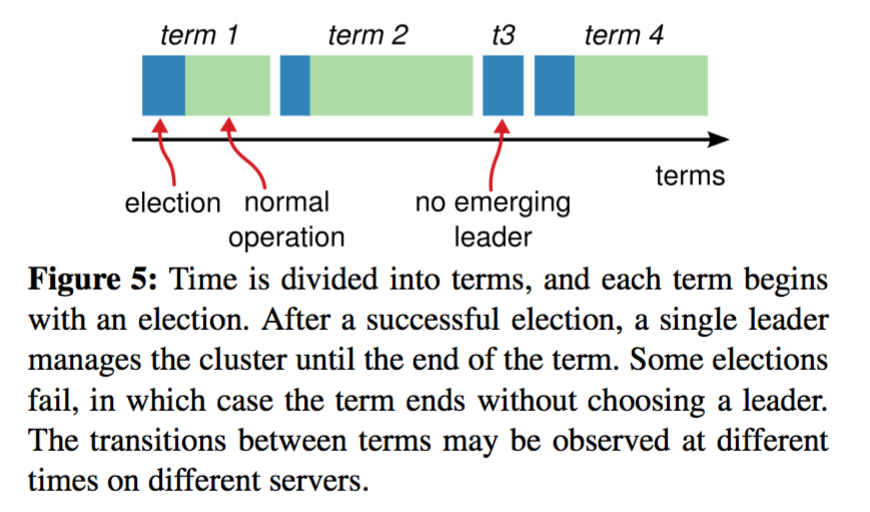 term 1 term 2 t3 term 4
terms
election normal operation no emerging leader
Figure 5: Time is divided into terms, and each term begins
with an election. After a successful election, a single leader
manages the cluster until the end of the term. Some elections
fail, in which case the term ends without choosing a leader.
The transitions between terms may be observed at different
times on different servers.